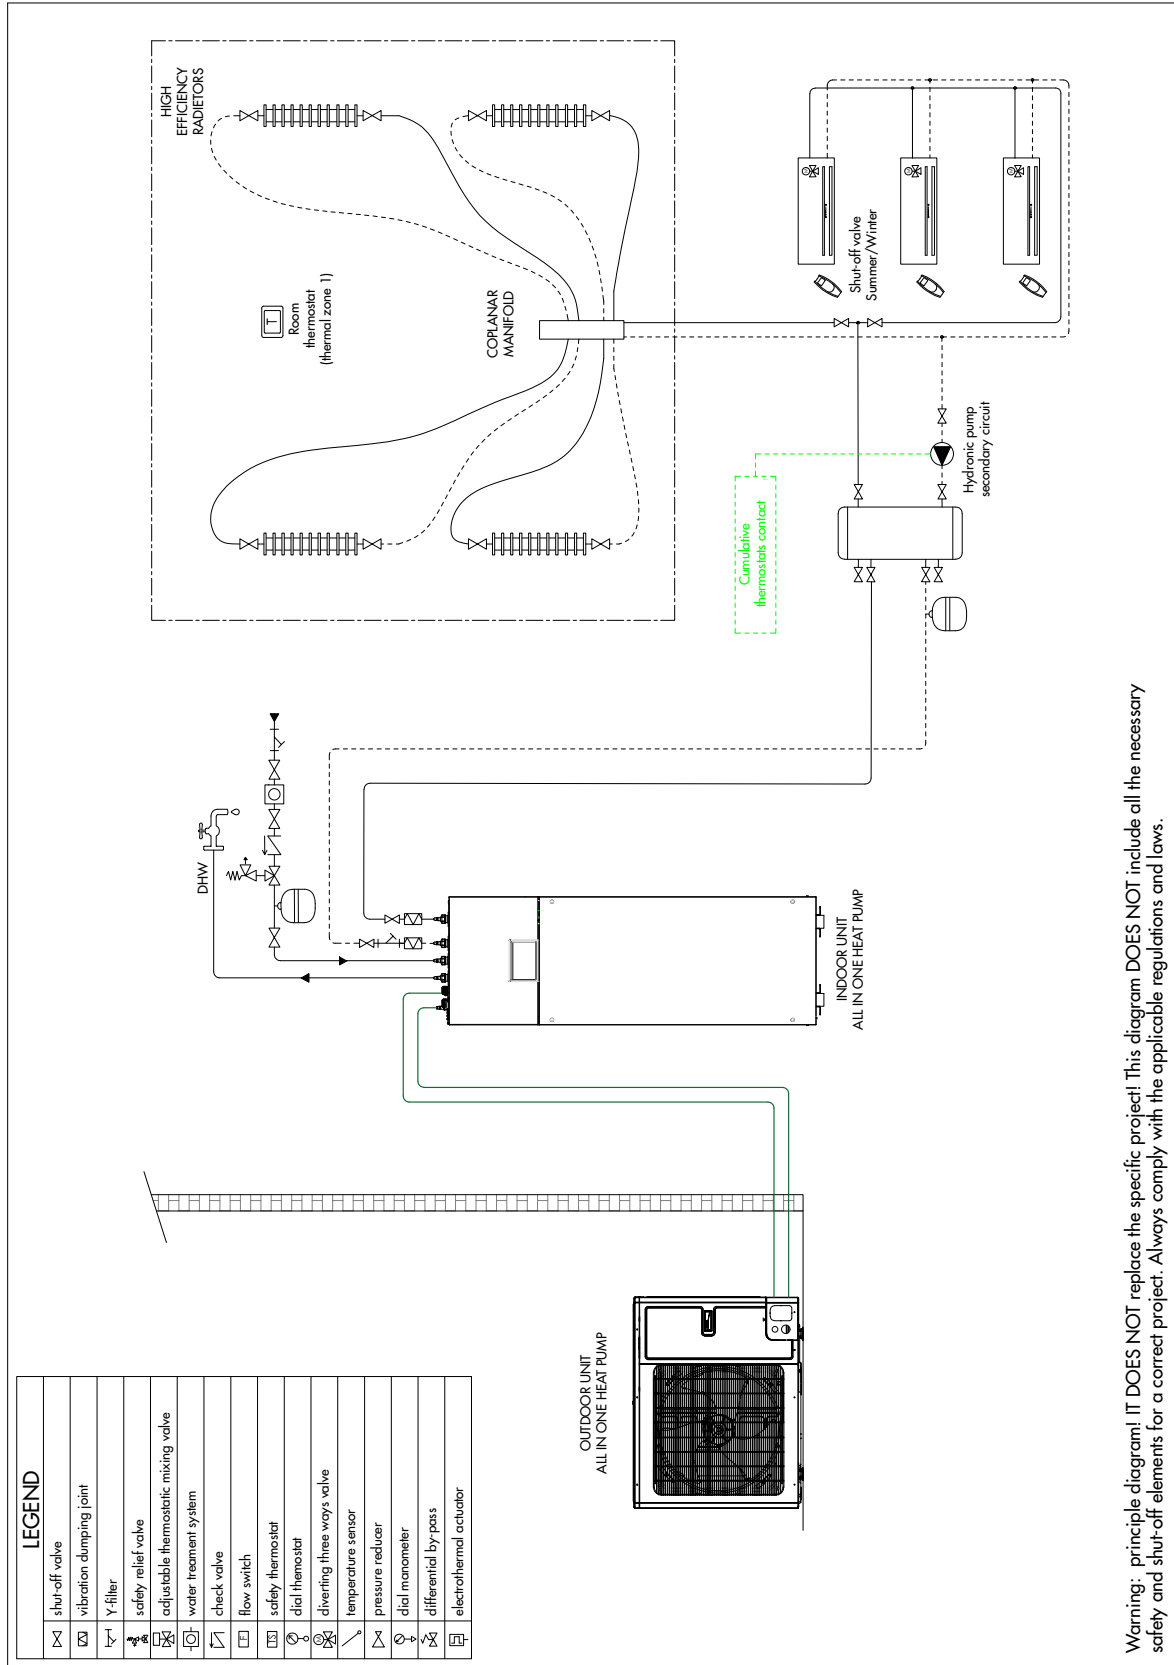 LEGEND
shut-off valve
vibration dumping joint
Y-filter
safety relief valve
adjustable thermostatic mixing valve
water treament system
check valve
F
flow switch
TS
safety thermostat
dial themostat
M
diverting three ways valve
temperature sensor
pressure reducer
dial manometer
differential by-pass
electrothermal actuator
OUTDOOR UNIT
ALL IN ONE HEAT PUMP
INDOOR UNIT
ALL IN ONE HEAT PUMP
DHW
HIGH
EFFICIENCY
RADIETORS
T
Room
thermostat
(thermal zone 1)
COPLANAR
MANIFOLD
Cumulative
thermostats contact
Hydronic pump
secondary circuit
Shut-off valve
Summer/Winter
M
M
M
Warning: principle diagram! IT DOES NOT replace the specific project! This diagram DOES NOT include all the necessary
safety and shut-off elements for a correct project. Always comply with the applicable regulations and laws.